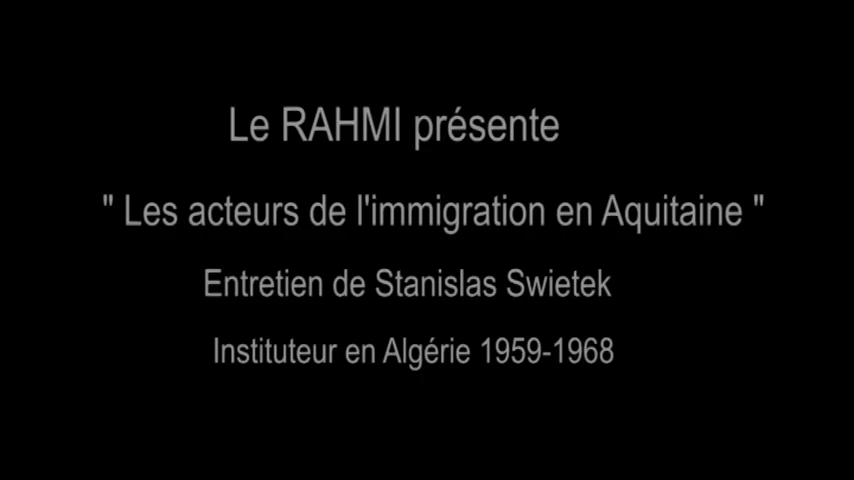 Le RAHMI présente
" Les acteurs de l'immigration en Aquitaine "
Entretien de Stanislas Swietek
Instituteur en Algérie 1959-1968